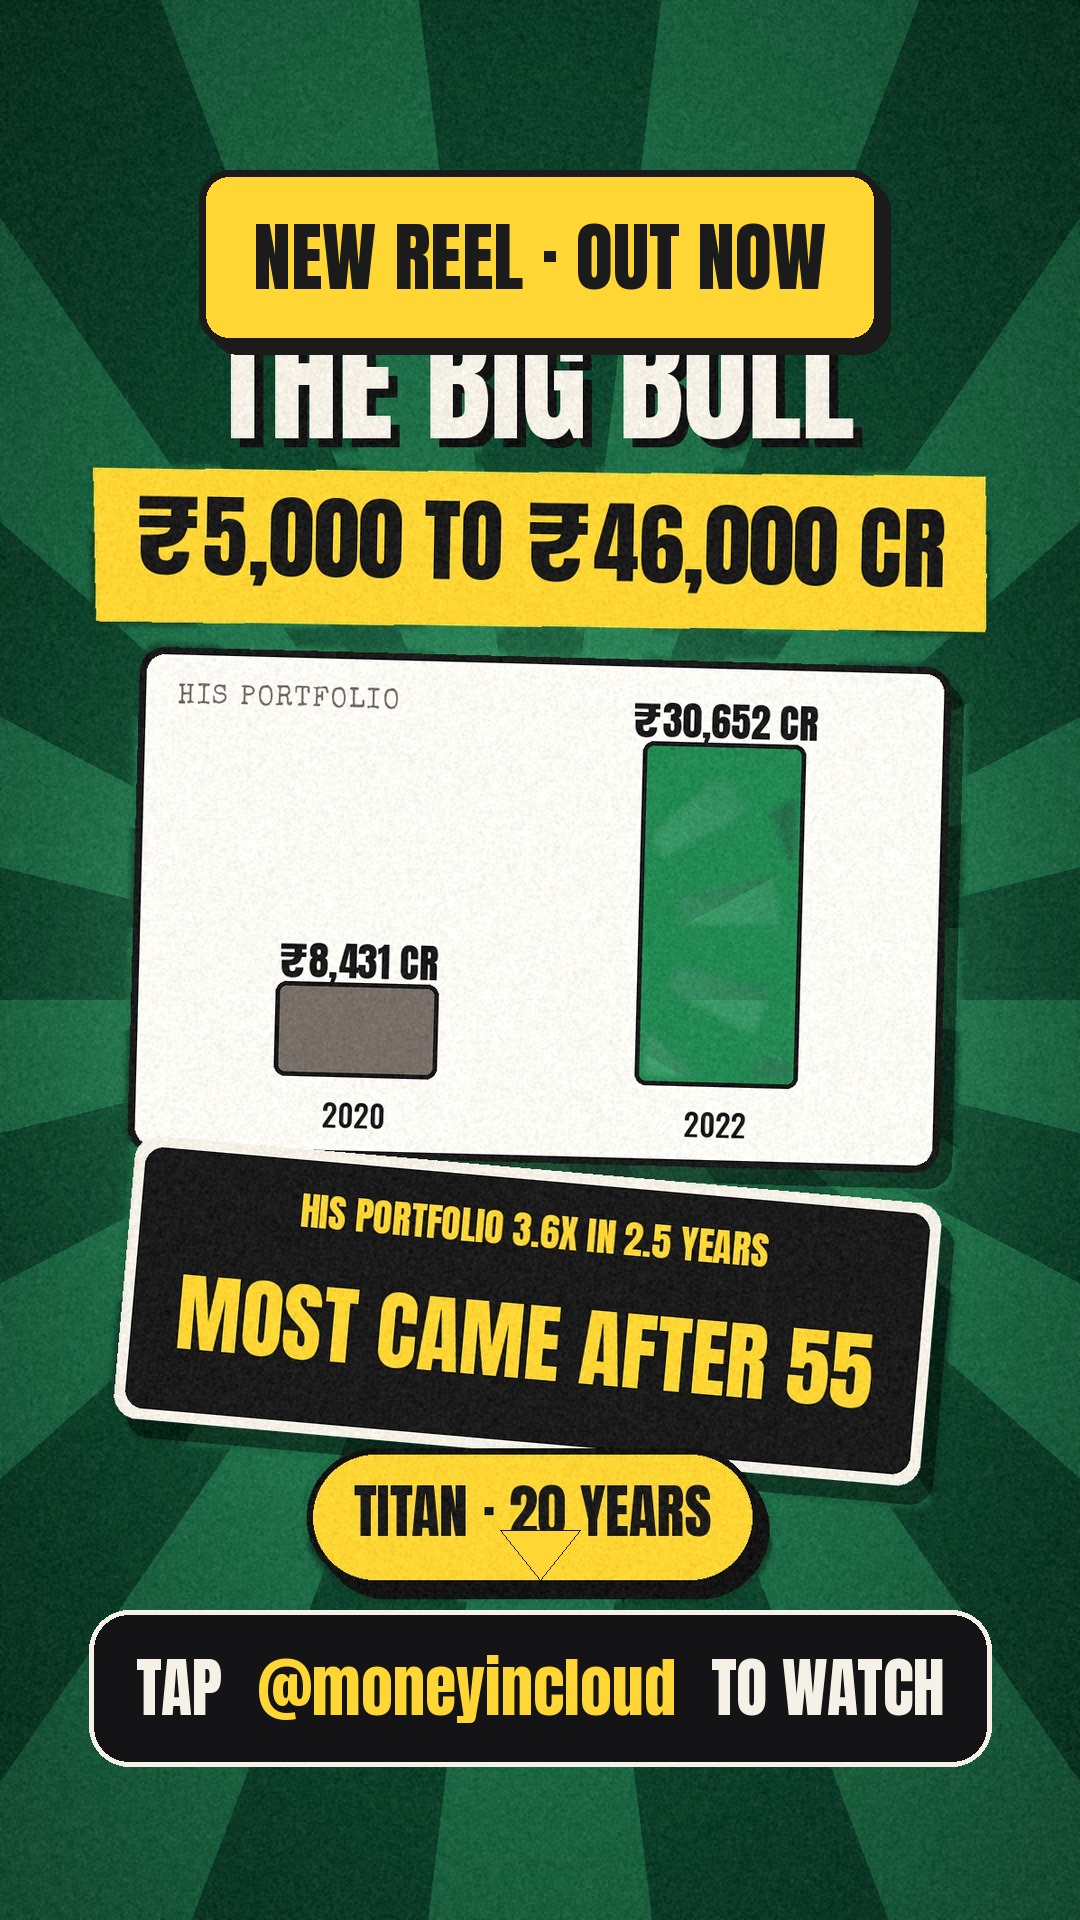 NEW REEL · OUT NOW
THE BIG BULL
₹5,000 TO ₹46,000 CR
HIS PORTFOLIO
₹30,652 CR
₹8,431 CR
2020
2022
HIS PORTFOLIO 3.6X IN 2.5 YEARS
MOST CAME AFTER 55
TITAN · 20 YEARS
TAP @moneyincloud TO WATCH